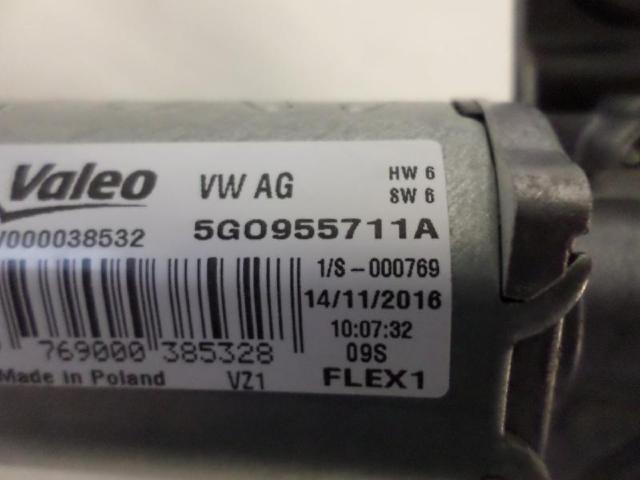 Valeo VW AG HW 6
SW 6
000038532 5G0955711A
1/S-000769
14/11/2016
10:07:32
769000 385328 09S
Made in Poland VZ1 FLEX1